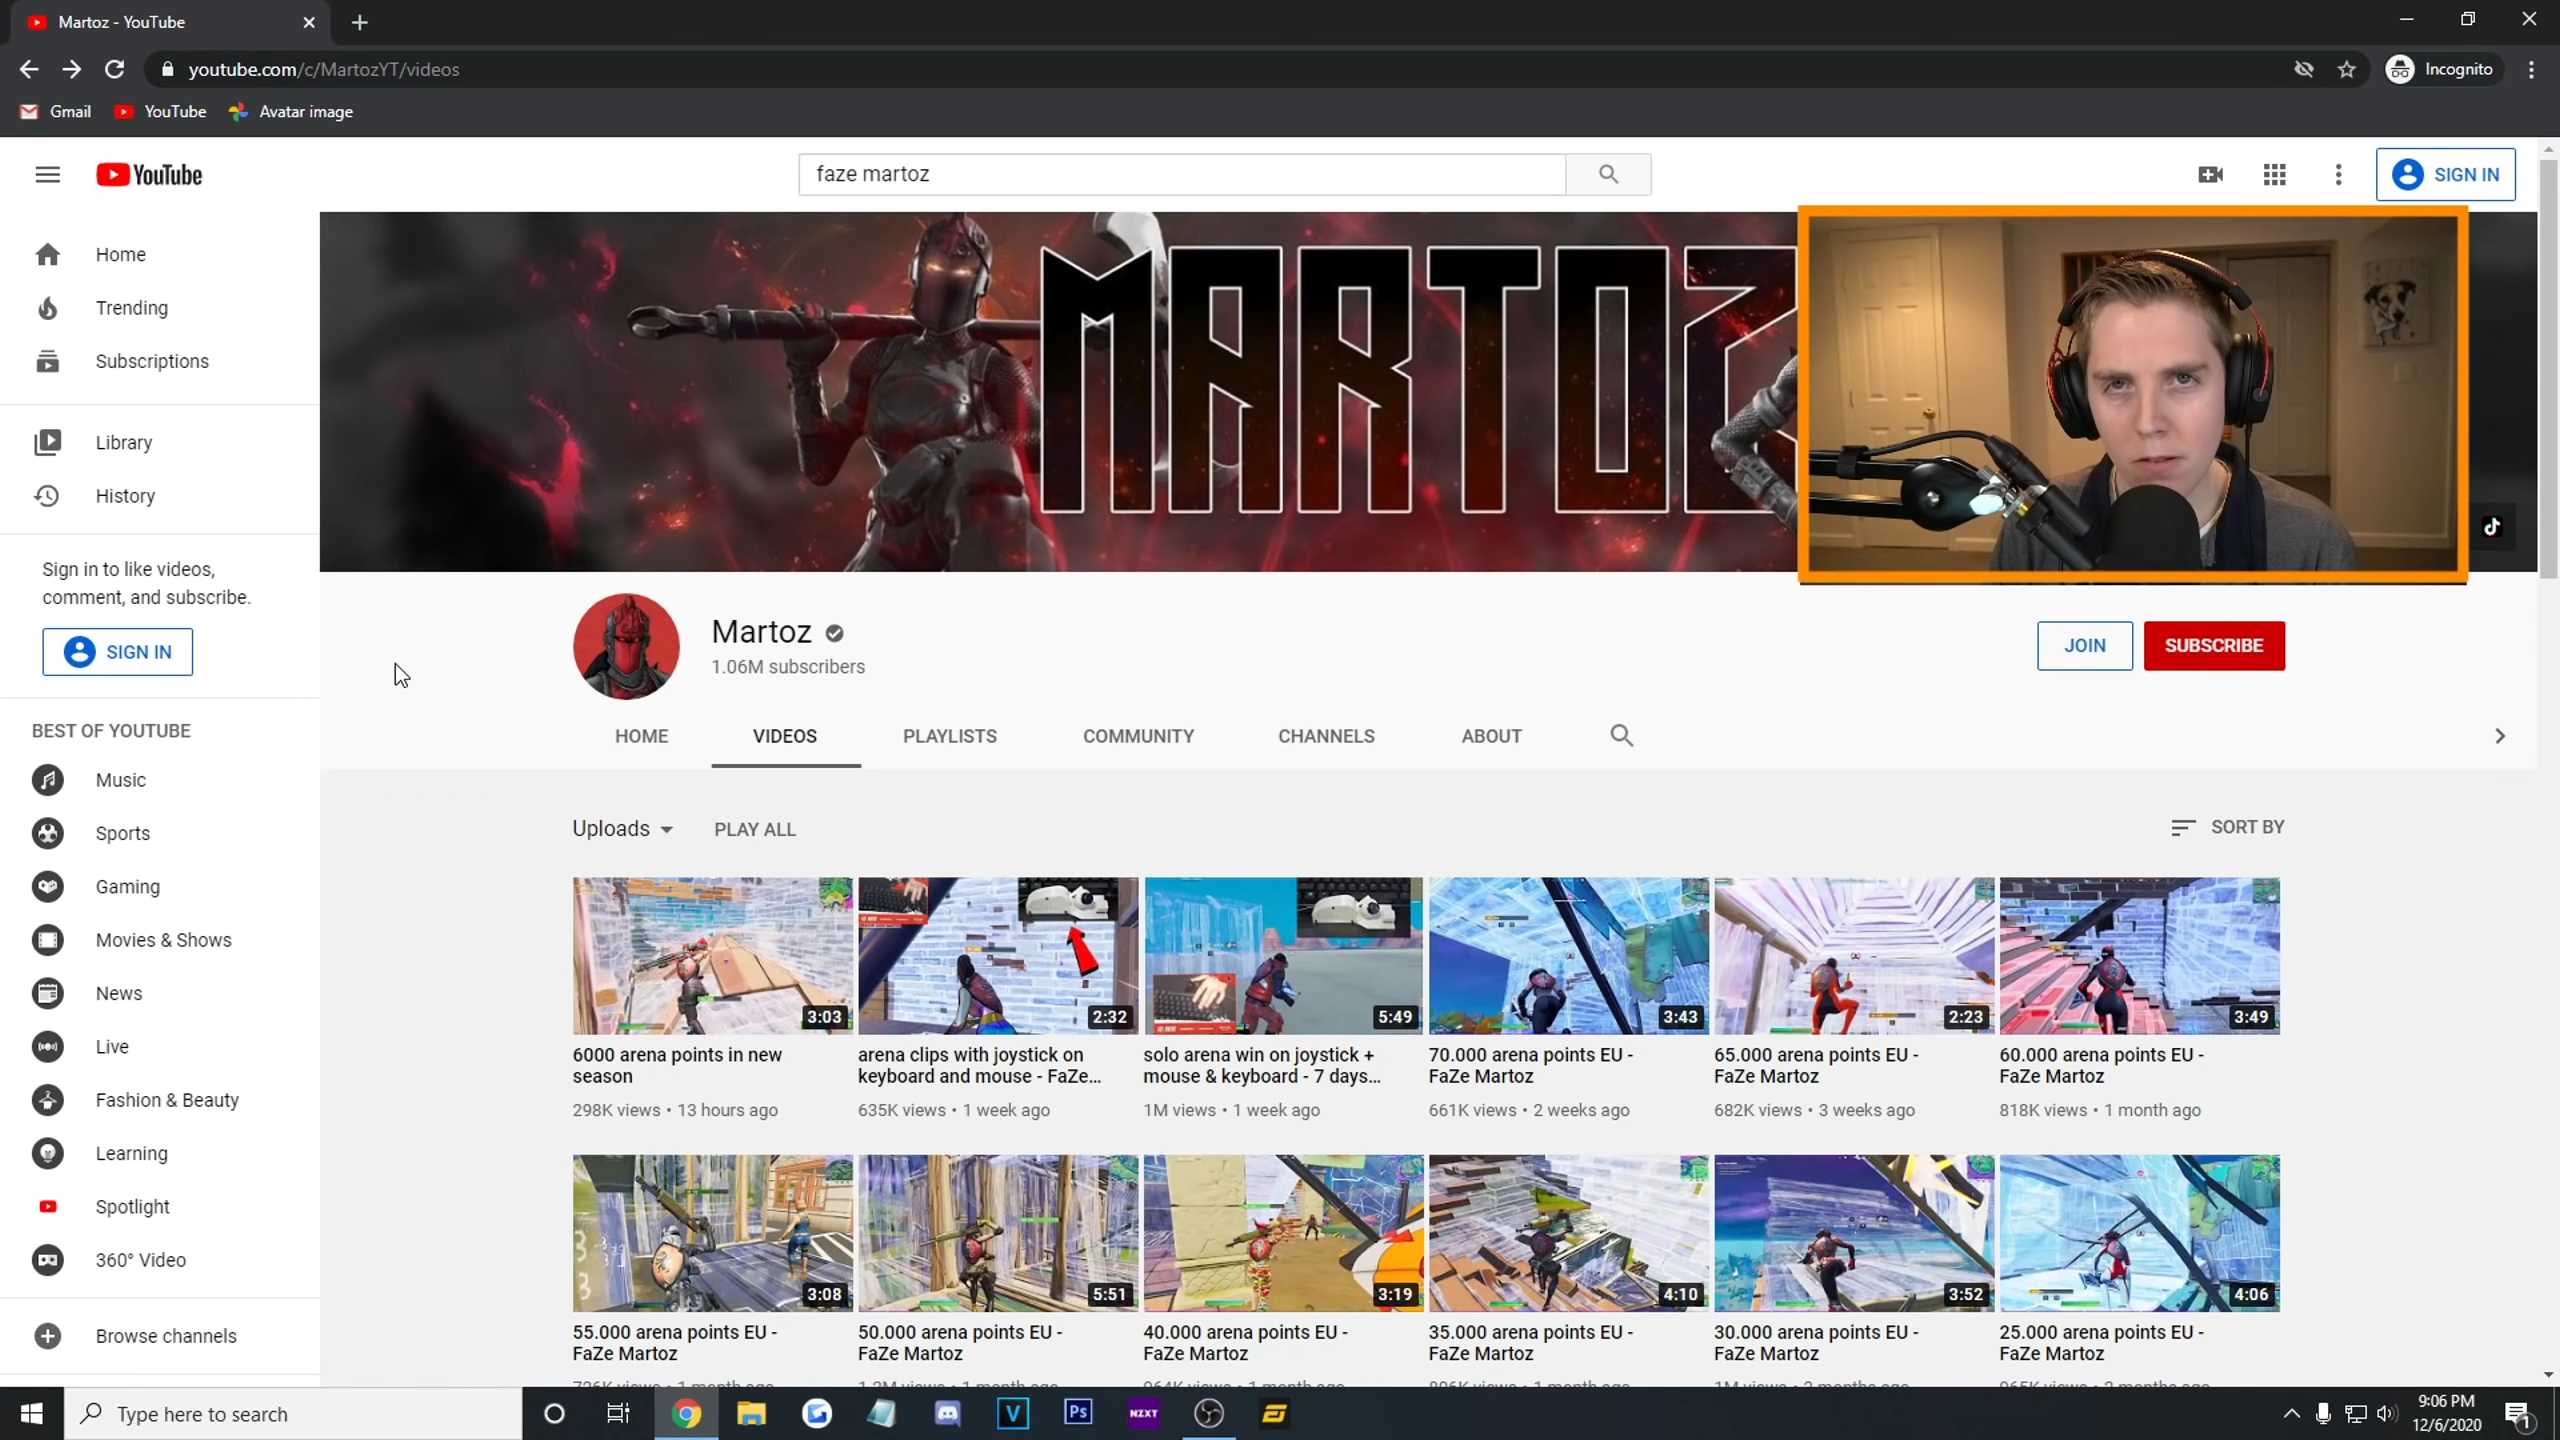 Martoz - YouTube
youtube.com/c/MartozYT/videos
Incognito
Gmail
YouTube
Avatar image
YouTube
faze martoz
SIGN IN
Home
Trending
Subscriptions
Library
History
Sign in to like videos,
comment, and subscribe.
SIGN IN
BEST OF YOUTUBE
Music
Sports
Gaming
Movies & Shows
News
Live
Fashion & Beauty
Learning
Spotlight
360° Video
Browse channels
MARTOZ
Martoz
1.06M subscribers
JOIN
SUBSCRIBE
HOME
VIDEOS
PLAYLISTS
COMMUNITY
CHANNELS
ABOUT
Uploads
PLAY ALL
SORT BY
3:03
2:32
5:49
3:43
2:23
3:49
6000 arena points in new
season
298K views • 13 hours ago
arena clips with joystick on
keyboard and mouse - FaZe...
635K views • 1 week ago
solo arena win on joystick +
mouse & keyboard - 7 days...
1M views • 1 week ago
70.000 arena points EU -
FaZe Martoz
661K views • 2 weeks ago
65.000 arena points EU -
FaZe Martoz
682K views • 3 weeks ago
60.000 arena points EU -
FaZe Martoz
818K views • 1 month ago
3:08
5:51
3:19
4:10
3:52
4:06
55.000 arena points EU -
FaZe Martoz
50.000 arena points EU -
FaZe Martoz
40.000 arena points EU -
FaZe Martoz
35.000 arena points EU -
FaZe Martoz
30.000 arena points EU -
FaZe Martoz
25.000 arena points EU -
FaZe Martoz
Type here to search
V
Ps
NZXT
9:06 PM
12/6/2020
1